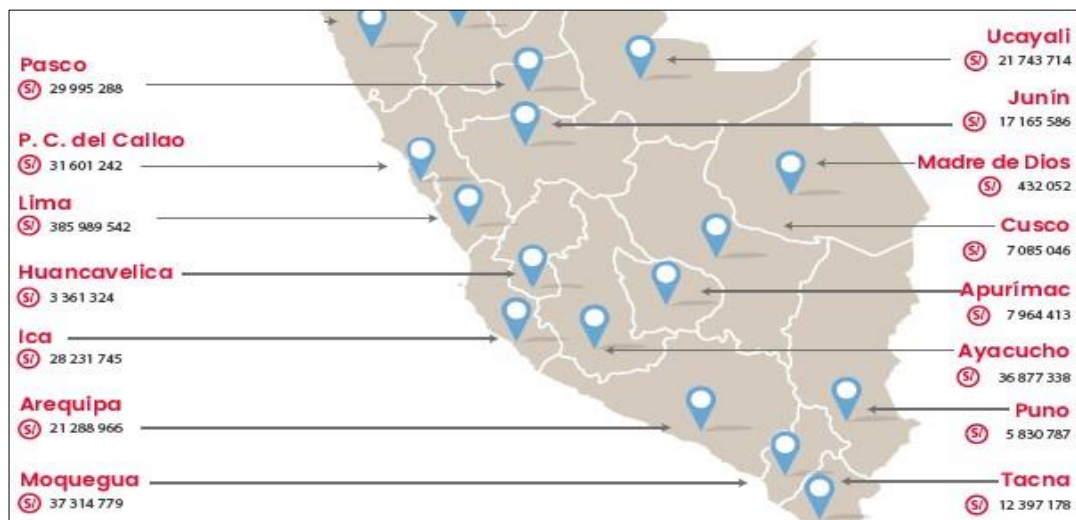 Pasco
S/ 29 995 288
P. C. del Callao
S/ 31 601 242
Lima
S/ 385 989 542
Huancavelica
S/ 3 361 324
Ica
S/ 28 231 745
Arequipa
S/ 21 288 966
Moquegua
S/ 37 314 779
Ucayali
S/ 21 743 714
Junín
S/ 17 165 586
Madre de Dios
S/ 432 052
Cusco
S/ 7 085 046
Apurímac
S/ 7 964 413
Ayacucho
S/ 36 877 338
Puno
S/ 5 830 787
Tacna
S/ 12 397 178